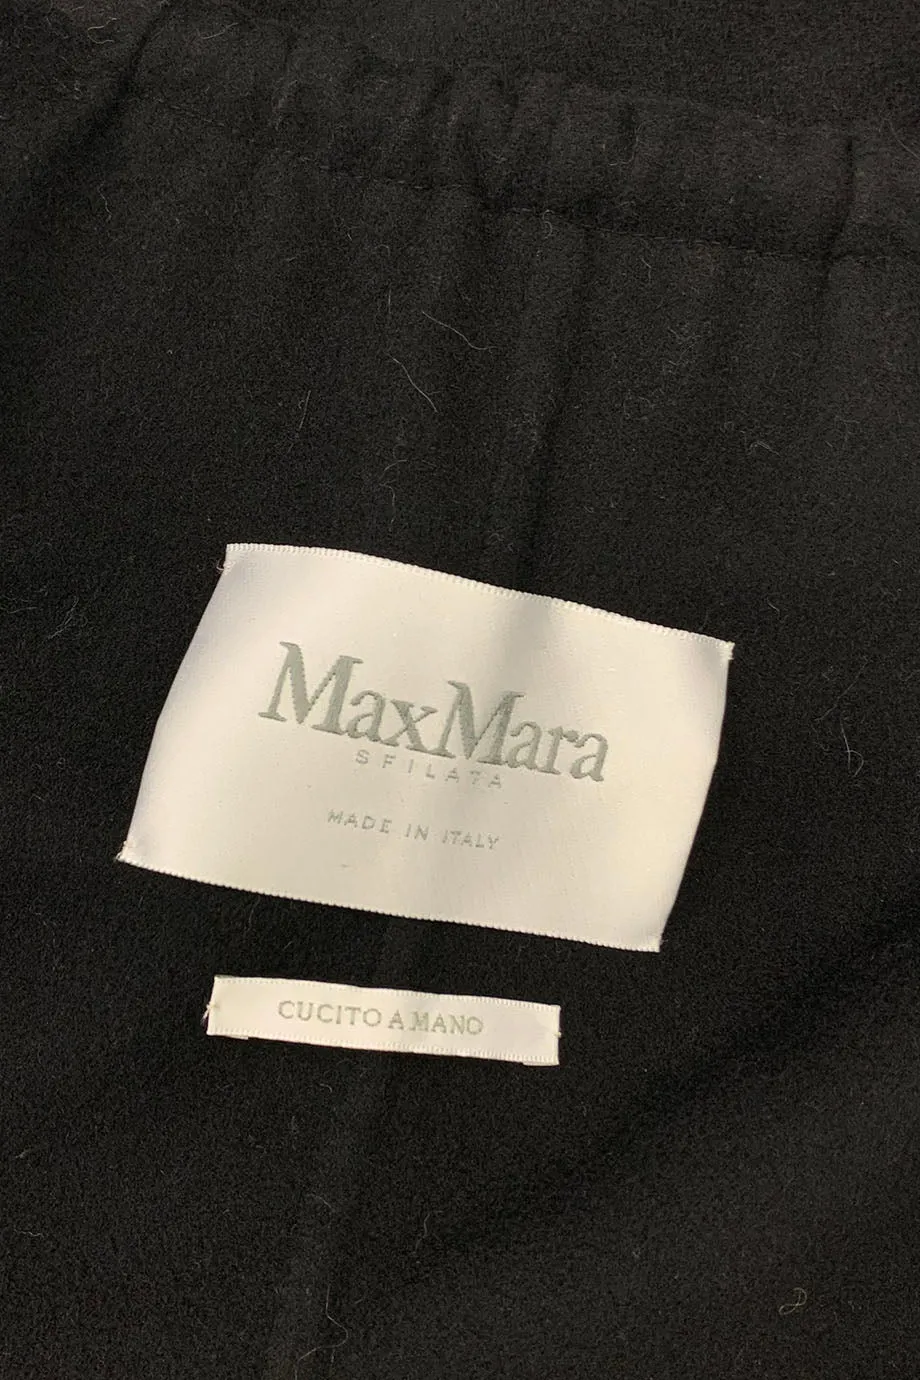 MaxMara
SFILATA
MADE IN ITALY
CUCITO A MANO